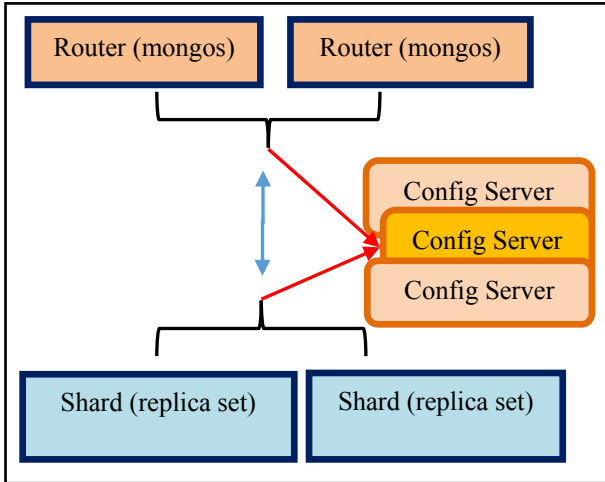 Router (mongos)
Router (mongos)
Config Server
Config Server
Config Server
Shard (replica set)
Shard (replica set)